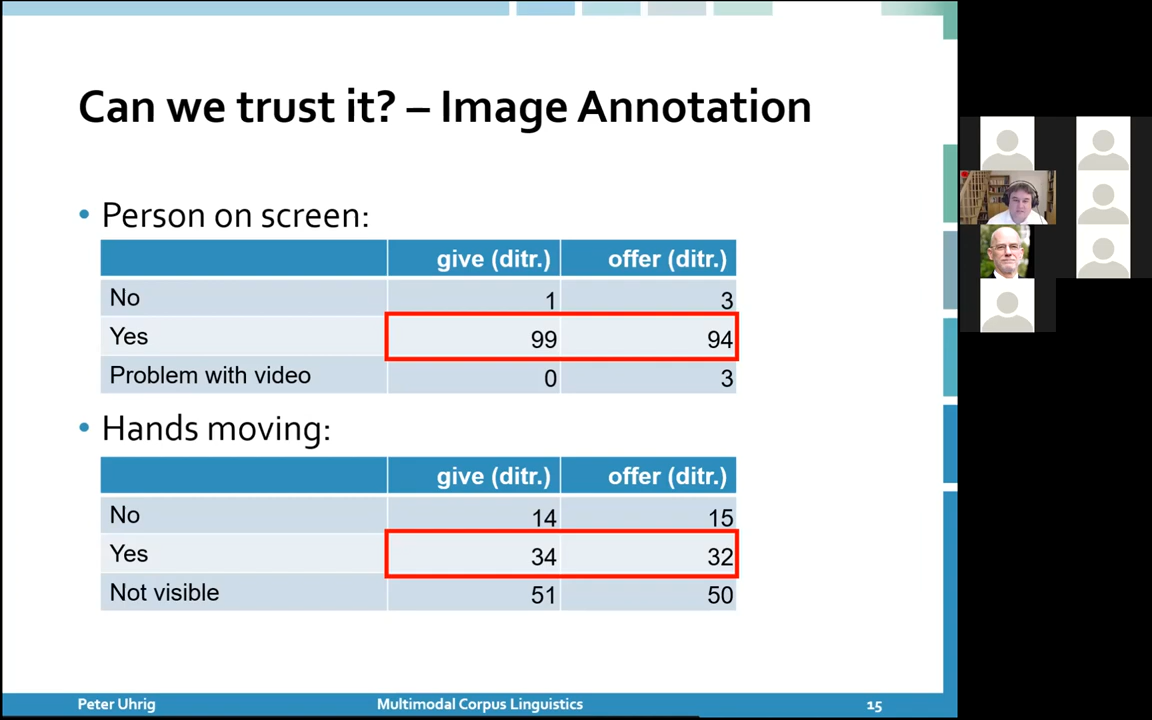 Can we trust it? – Image Annotation
• Person on screen:
give (ditr.) offer (ditr.)
No 1 3
Yes 99 94
Problem with video 0 3
• Hands moving:
give (ditr.) offer (ditr.)
No 14 15
Yes 34 32
Not visible 51 50
Peter Uhrig Multimodal Corpus Linguistics 15